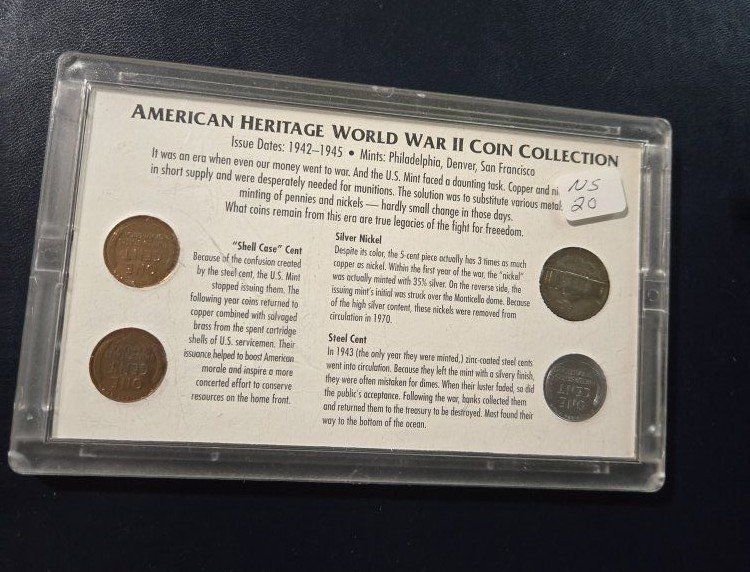 AMERICAN HERITAGE WORLD WAR II COIN COLLECTION
Issue Dates: 1942–1945 • Mints: Philadelphia, Denver, San Francisco
It was an era when even our money went to war. And the U.S. Mint faced a daunting task. Copper and ni
in short supply and were desperately needed for munitions. The solution was to substitute various metal
minting of pennies and nickels — hardly small change in those days.
What coins remain from this era are true legacies of the fight for freeedom.
NS
20
"Shell Case" Cent
Because of the confusion created
by the steel cent, the U.S. Mint
stopped issuing them. The
following year coins returned to
copper combined with salvaged
brass from the spent cartridge
shells of U.S. servicemen. Their
issuance helped to boost American
morale and inspire a more
concerted effort to conserve
resources on the home front.
Silver Nickel
Despite its color, the 5-cent piece actually has 3 times as much
copper as nickel. Within the first year of the war, the "nickel"
was actually minted with 35% silver. On the reverse side, the
issuing mint's initial was struck over the Monticello dome. Because
of the high silver content, these nickels were removed from
circulation in 1970.
Steel Cent
In 1943 (the only year they were minted,) zinc-coated steel cents
went into circulation. Because they left the mint with a silvery finish,
they were often mistaken for dimes. When their luster faded, so did
the public's acceptance. Following the war, banks collected them
and returned them to the treasury to be destroyed. Most found their
way to the bottom of the ocean.
ONE
CENT
ONE
CENT
ONE
CENT